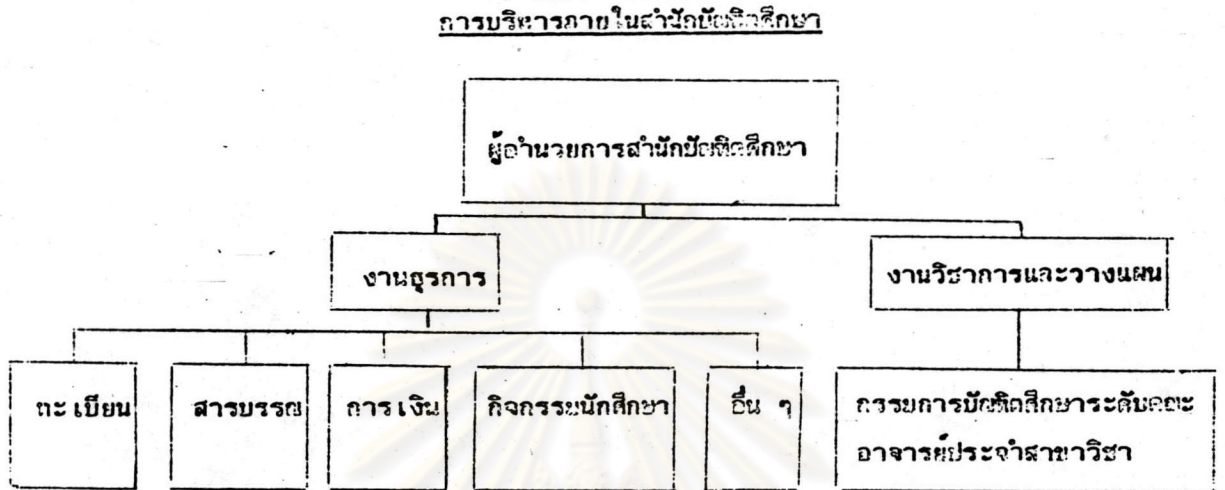 การบริหารภายในสำนักบัณฑิตศึกษา
ผู้อำนวยการสำนักบัณฑิตศึกษา
งานธุรการ
งานวิชาการและวางแผน
ทะเบียน
สารบรรณ
การเงิน
กิจกรรมนักศึกษา
อื่น ๆ
กรรมการบัณฑิตศึกษาระดับคณะ
อาจารย์ประจำสาขาวิชา